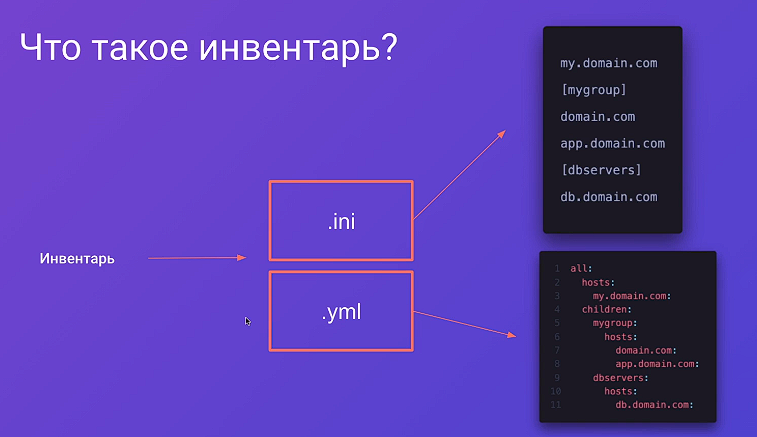 Что такое инвентарь?
Инвентарь
.ini
.yml
my.domain.com
[mygroup]
domain.com
app.domain.com
[dbservers]
db.domain.com
1 all:
2   hosts:
3     my.domain.com:
4   children:
5     mygroup:
6       hosts:
7         domain.com:
8         app.domain.com:
9     dbservers:
10       hosts:
11         db.domain.com: